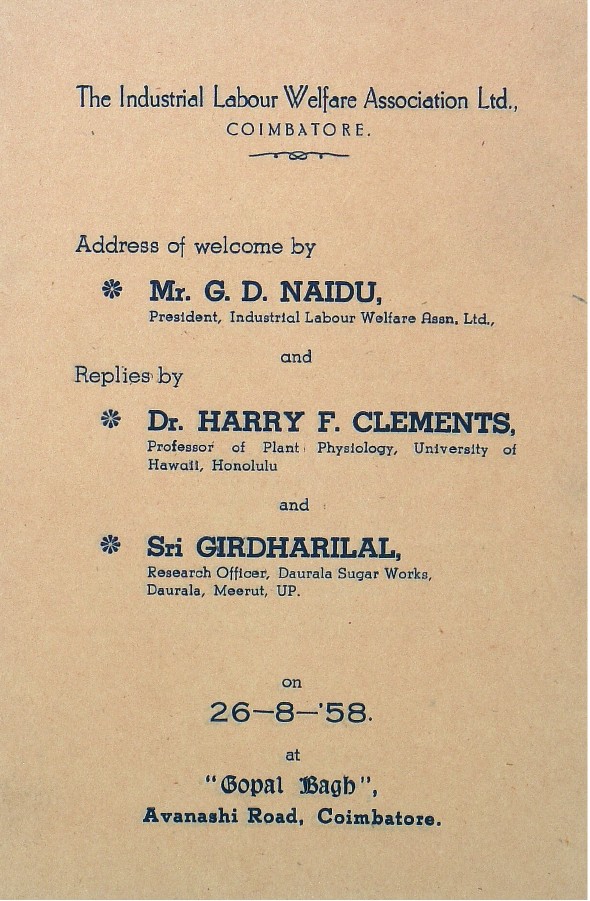 The Industrial Labour Welfare Association Ltd.,
COIMBATORE.
Address of welcome by
Mr. G. D. NAIDU,
President, Industrial Labour Welfare Assn. Ltd.,
and
Replies by
Dr. HARRY F. CLEMENTS,
Professor of Plant Physiology, University of
Hawaii, Honolulu
and
Sri GIRDHARILAL,
Research Officer, Daurala Sugar Works,
Daurala, Meerut, UP.
on
26—8—'58.
at
"Gopal Bagh",
Avanashi Road, Coimbatore.